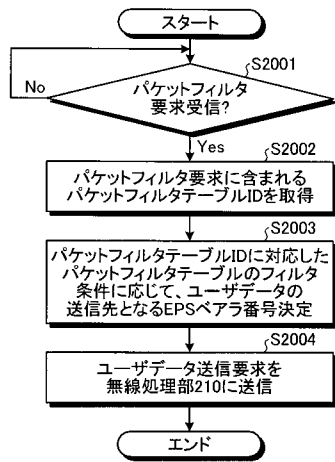 スタート
S2001
No
パケットフィルタ
要求受信?
Yes
S2002
パケットフィルタ要求に含まれる
パケットフィルタテーブルIDを取得
S2003
パケットフィルタテーブルIDに対応した
パケットフィルタテーブルのフィルタ
条件に応じて、ユーザデータの
送信先となるEPSベアラ番号決定
S2004
ユーザデータ送信要求を
無線処理部210に送信
エンド